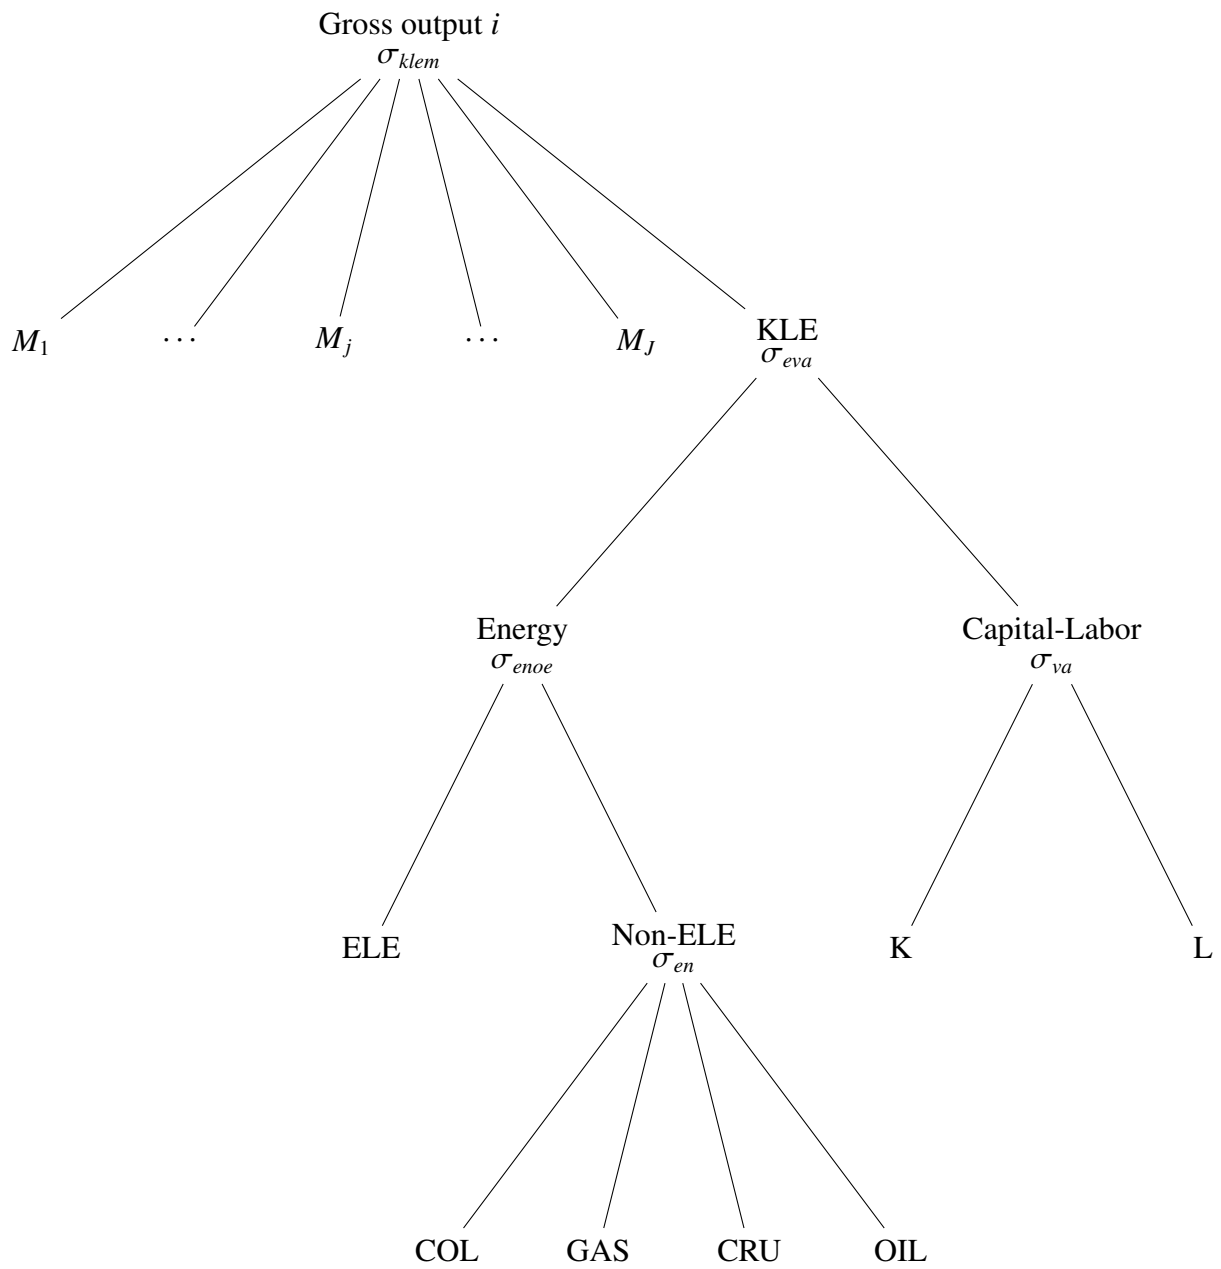 Gross output i
σklem
M1 ... Mj ... MJ KLE
σeva
Energy Capital-Labor
σenoe σva
ELE Non-ELE K L
σen
COL GAS CRU OIL